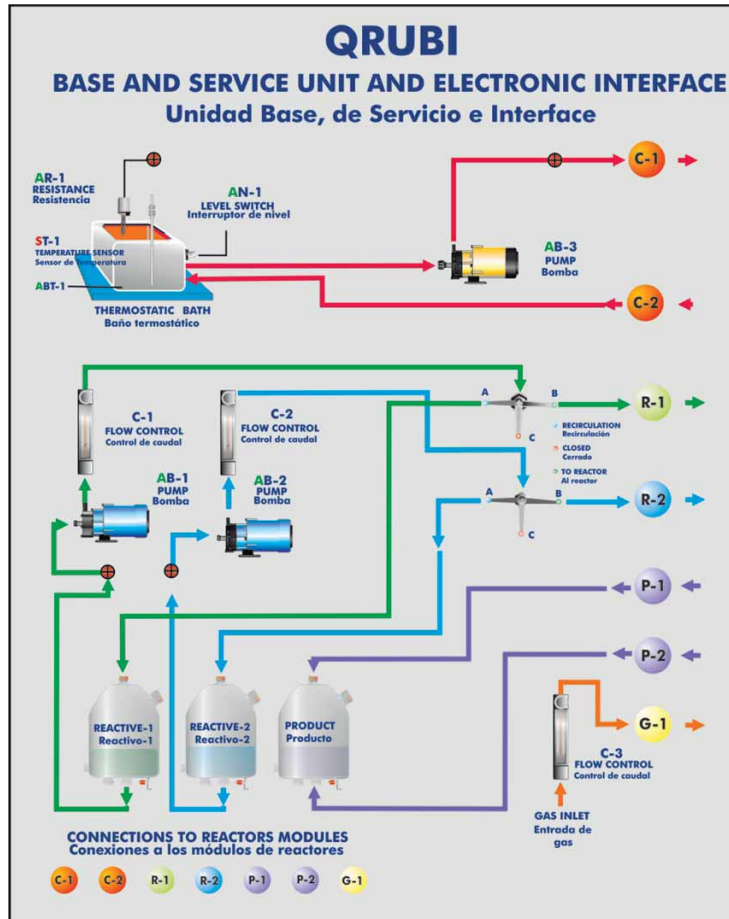 QRUBI
BASE AND SERVICE UNIT AND ELECTRONIC INTERFACE
Unidad Base, de Servicio e Interface
AR-1
RESISTANCE
Resistencia
AN-1
LEVEL SWITCH
Interruptor de nivel
C-1
ST-1
TEMPERATURE SENSOR
Sensor de Temperatura
ABT-1
AB-3
PUMP
Bomba
THERMOSTATIC BATH
Baño termostático
C-2
C-1
FLOW CONTROL
Control de caudal
C-2
FLOW CONTROL
Control de caudal
A
B
C
R-1
RECIRCULATION
Recirculación
CLOSED
Cerrado
TO REACTOR
Al reactor
AB-1
PUMP
Bomba
AB-2
PUMP
Bomba
A
B
C
R-2
P-1
P-2
REACTIVE-1
Reactivo-1
REACTIVE-2
Reactivo-2
PRODUCT
Producto
G-1
C-3
FLOW CONTROL
Control de caudal
GAS INLET
Entrada de
gas
CONNECTIONS TO REACTORS MODULES
Conexiones a los módulos de reactores
C-1 C-2 R-1 R-2 P-1 P-2 G-1